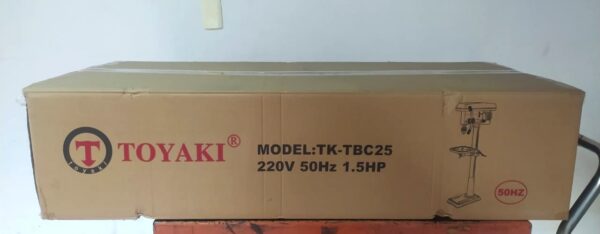 T
TOYAKI
TOYAKI®
MODEL:TK-TBC25
220V 50Hz 1.5HP
50HZ